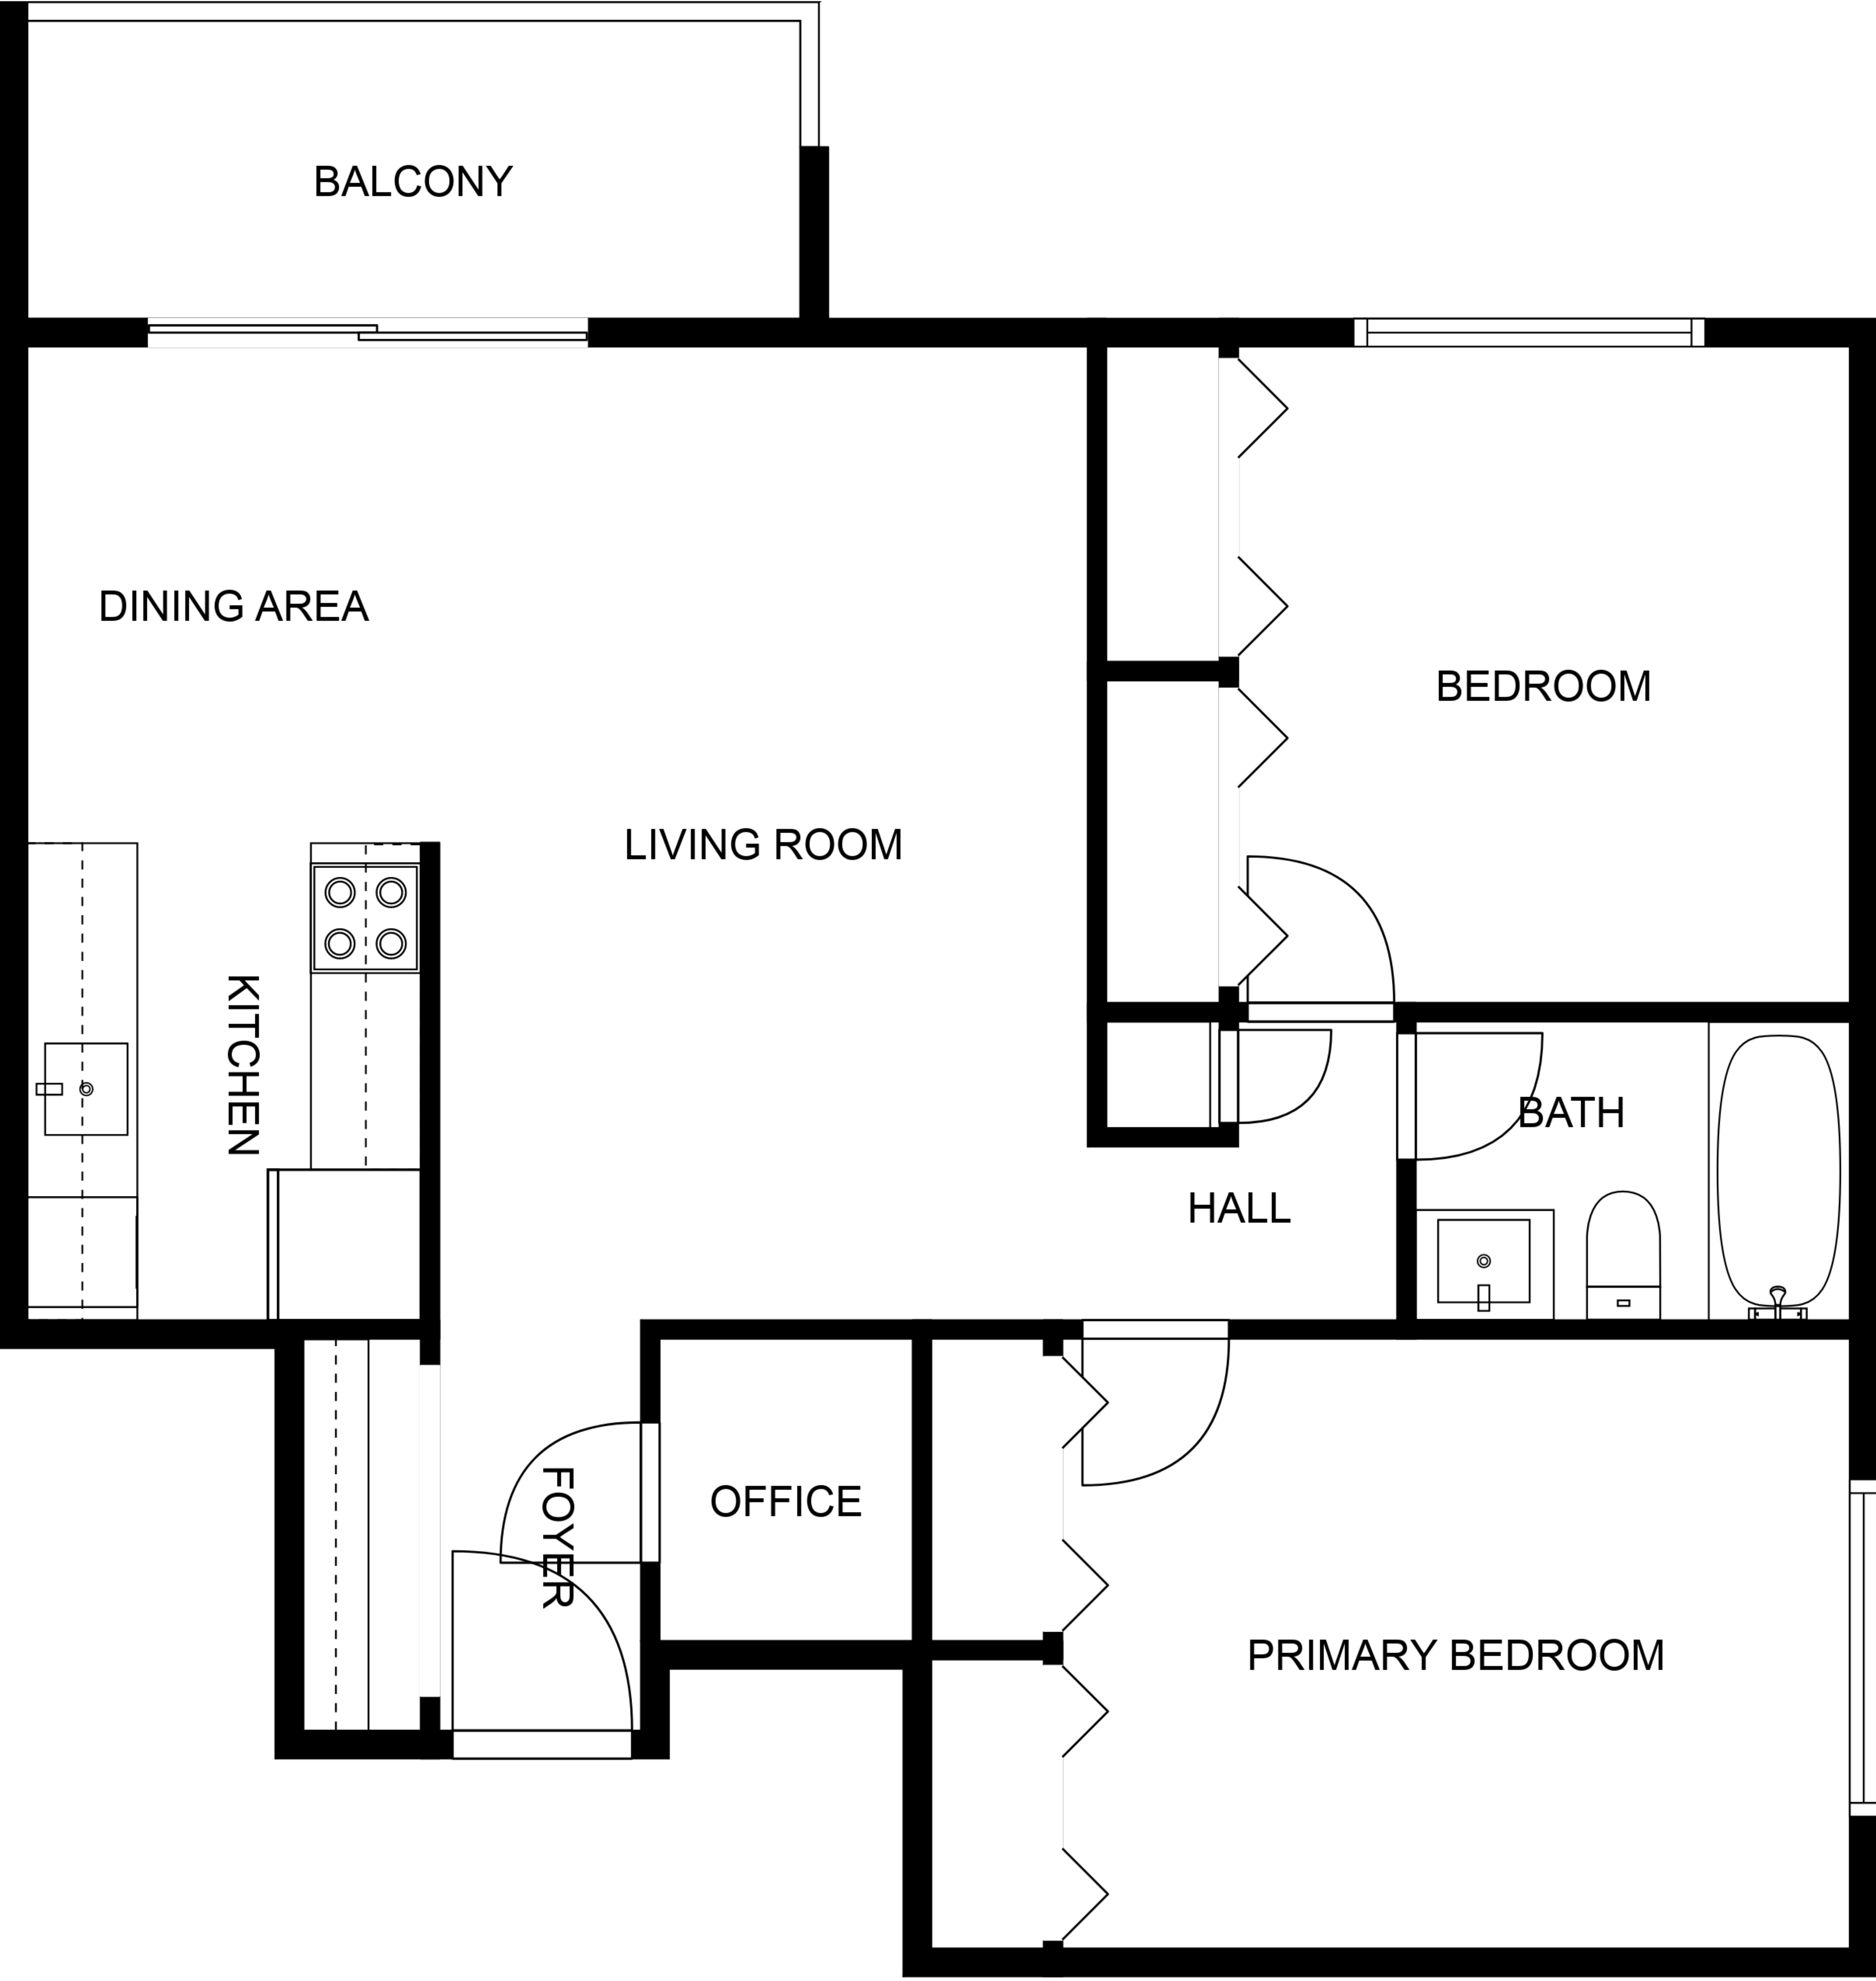 BALCONY
DINING AREA
BEDROOM
LIVING ROOM
KITCHEN
BATH
HALL
FOYER
OFFICE
PRIMARY BEDROOM